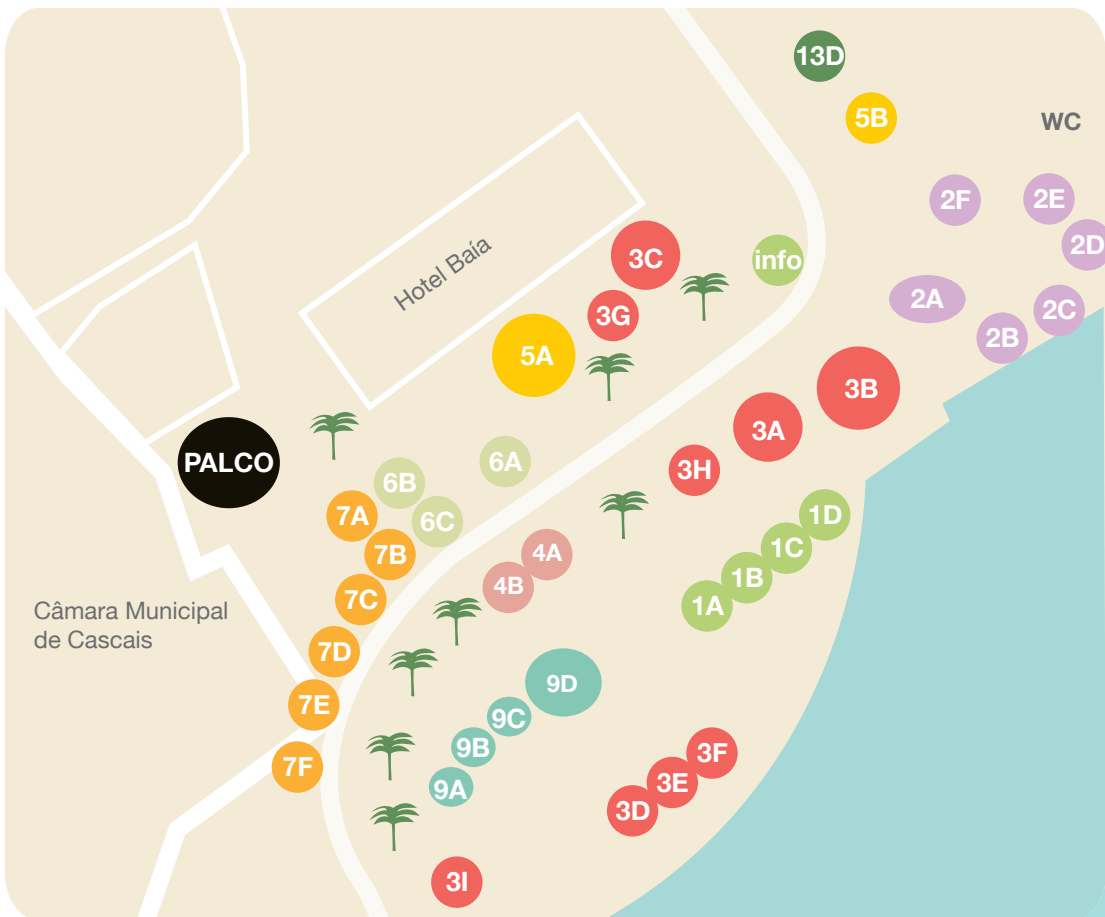 13D
5B
WC
2F
2E
2D
Hotel Baía
3C
info
2A
2C
3G
2B
5A
3B
3A
PALCO
6A
3H
6B
7A
6C
1D
7B
4A
1C
4B
1B
7C
1A
Câmara Municipal
de Cascais
7D
9D
7E
9C
9B
3F
7F
3E
9A
3D
3I